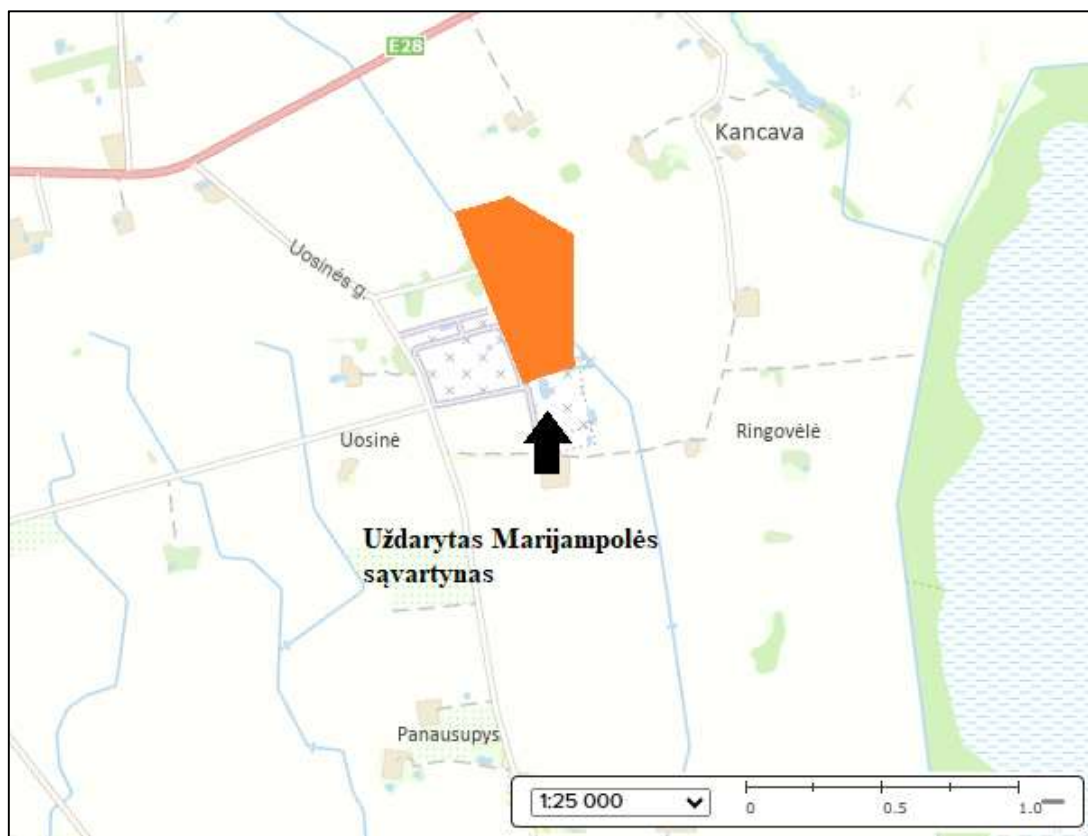 E28
Kancava
Uosinės g.
Uosinė
Ringovėlė
Uždarytas Marijampolės
sąvartynas
Panausupys
1:25 000
0 0.5 1.0